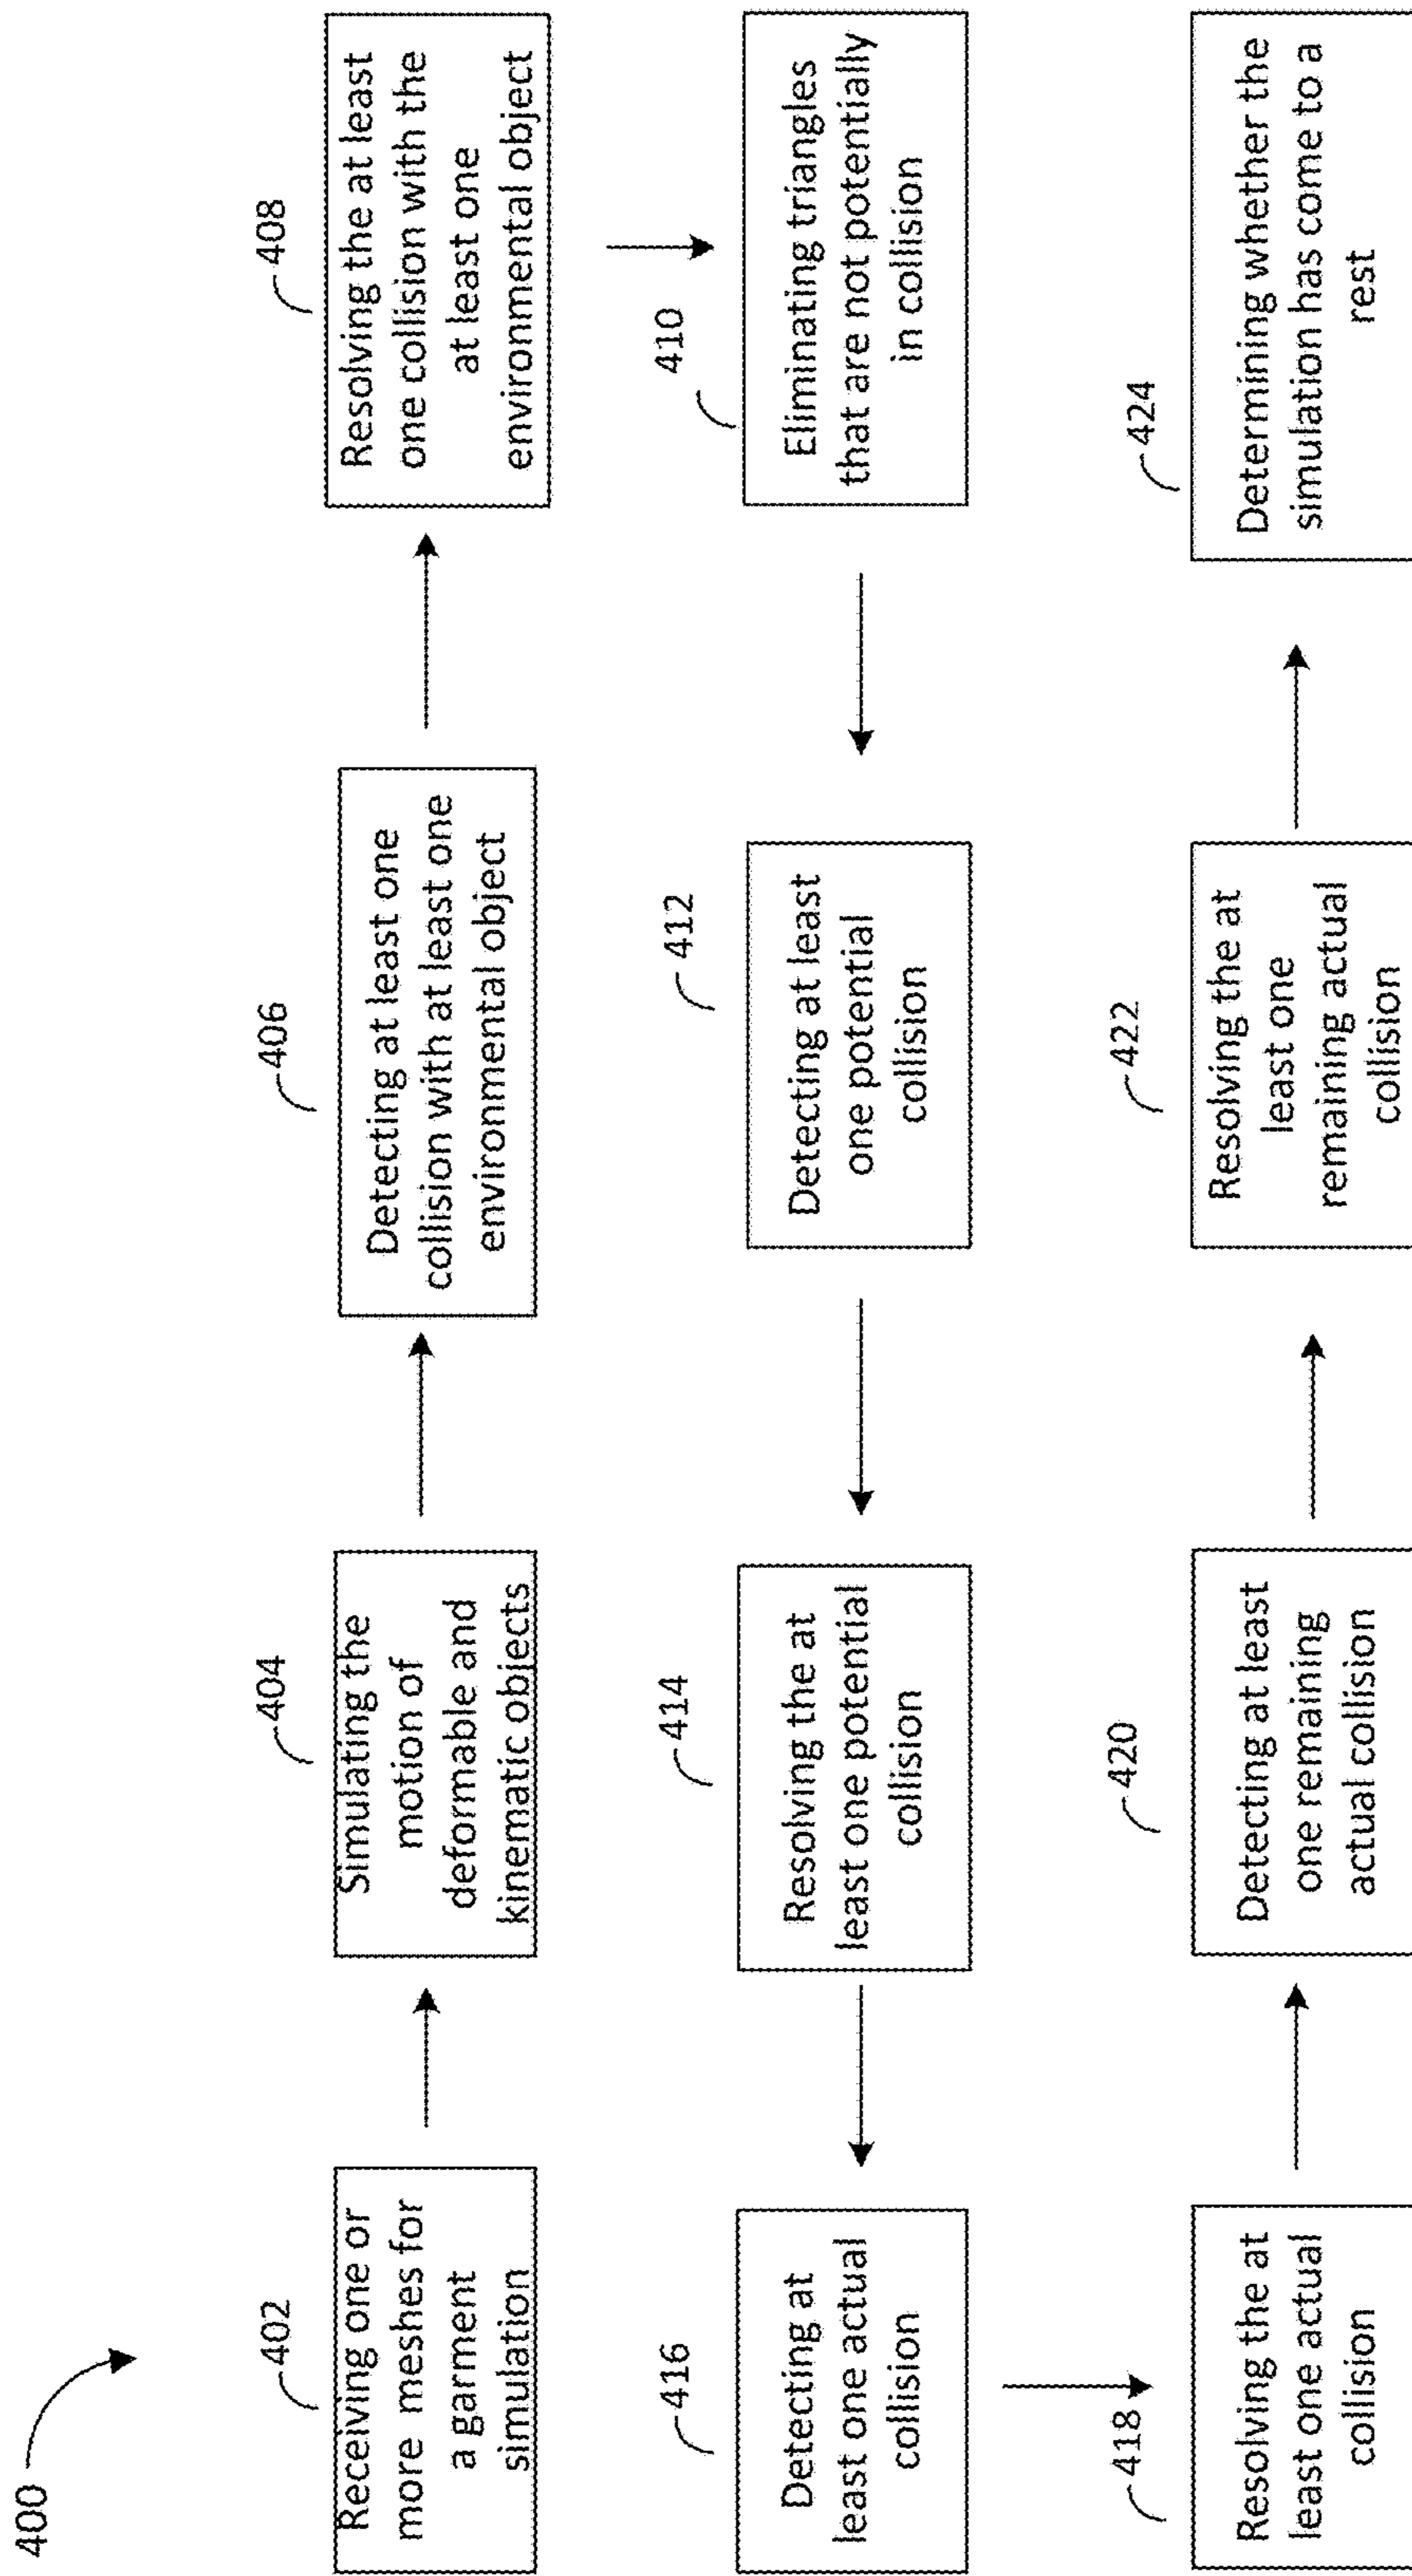 400
402
Receiving one or
more meshes for
a garment
simulation
404
Simulating the
motion of
deformable and
kinematic objects
406
Detecting at least one
collision with at least one
environmental object
408
Resolving the at least
one collision with the
at least one
environmental object
410
Eliminating triangles
that are not potentially
in collision
412
Detecting at least
one potential
collision
414
Resolving the at
least one potential
collision
416
Detecting at
least one actual
collision
418
Resolving the at
least one actual
collision
420
Detecting at least
one remaining
actual collision
422
Resolving the at
least one
remaining actual
collision
424
Determining whether the
simulation has come to a
rest